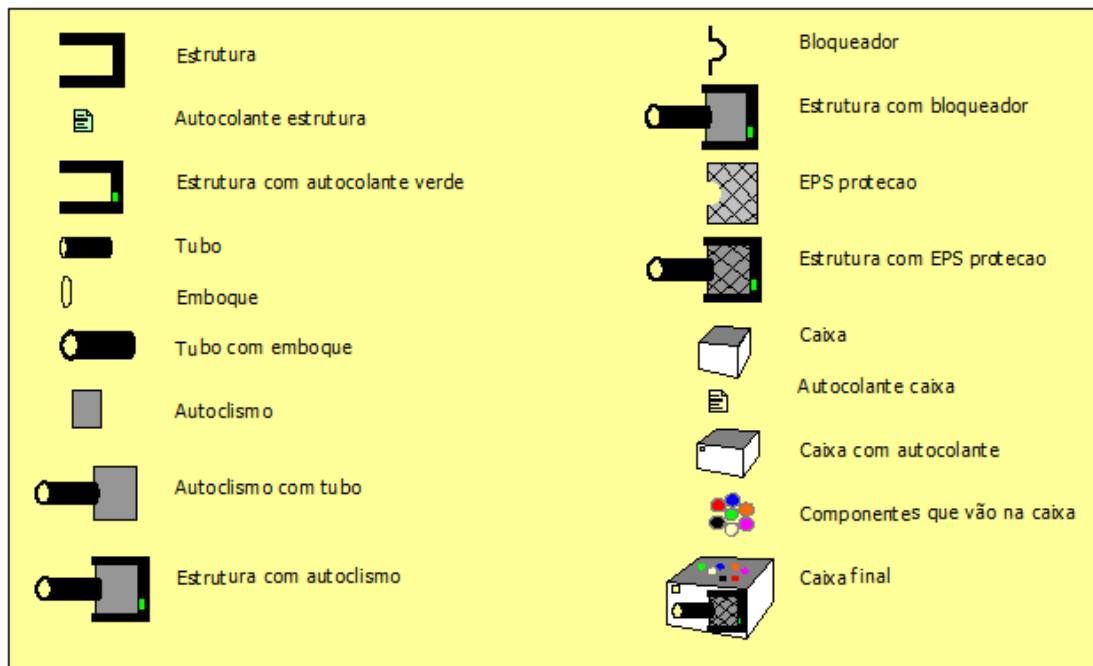 Estrutura
Autocolante estrutura
Estrutura com autocolante verde
Tubo
Emboque
Tubo com emboque
Autoclismo
Autoclismo com tubo
Estrutura com autoclismo
Bloqueador
Estrutura com bloqueador
EPS protecao
Estrutura com EPS protecao
Caixa
Autocolante caixa
Caixa com autocolante
Componentes que vão na caixa
Caixa final